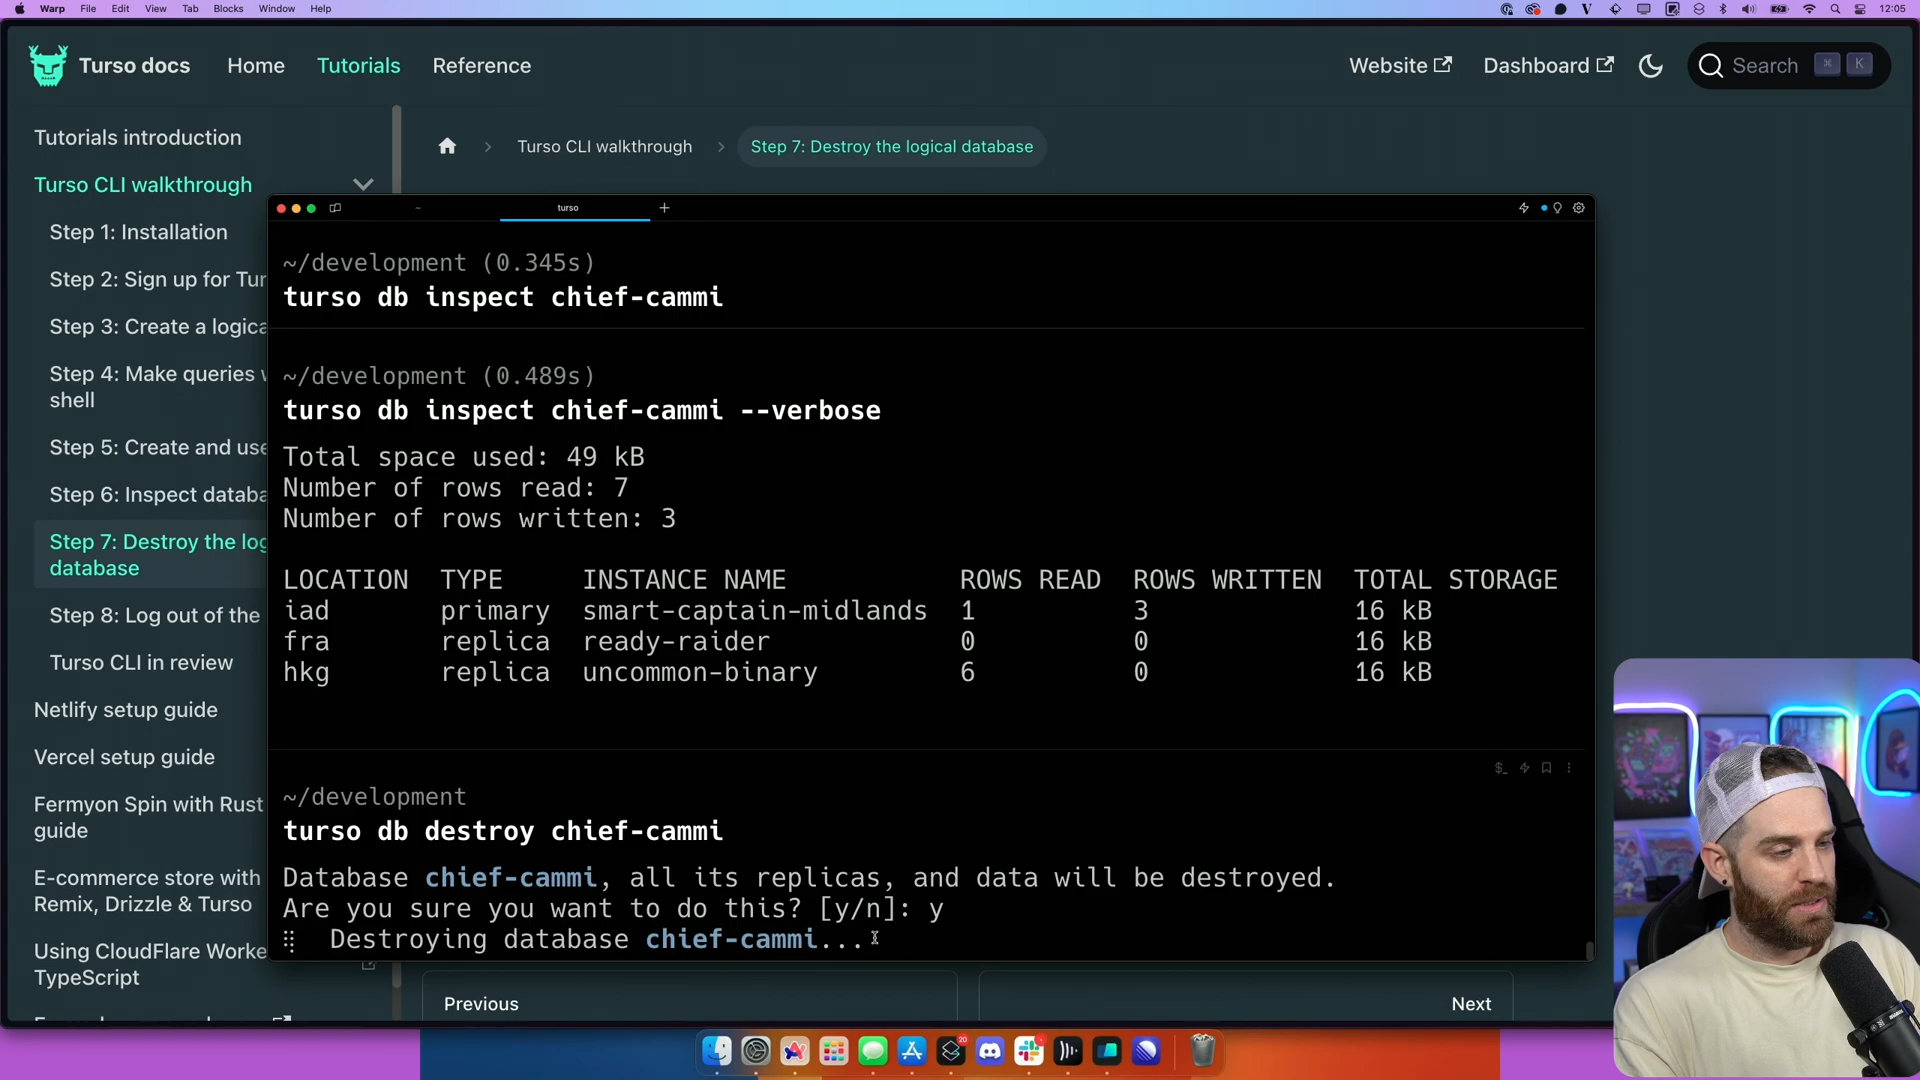 Warp File Edit View Tab Blocks Window Help 12:05
Turso docs Home Tutorials Reference Website Dashboard Search ⌘ K
Tutorials introduction
Turso CLI walkthrough
Step 1: Installation
Step 2: Sign up for Tur
Step 3: Create a logica
Step 4: Make queries
shell
Step 5: Create and use
Step 6: Inspect databa
Step 7: Destroy the log
database
Step 8: Log out of the
Turso CLI in review
Netlify setup guide
Vercel setup guide
Fermyon Spin with Rust
guide
E-commerce store with
Remix, Drizzle & Turso
Using CloudFlare Worke
TypeScript
Turso CLI walkthrough > Step 7: Destroy the logical database
~ turso +
~/development (0.345s)
turso db inspect chief-cammi
~/development (0.489s)
turso db inspect chief-cammi --verbose
Total space used: 49 kB
Number of rows read: 7
Number of rows written: 3
LOCATION TYPE INSTANCE NAME ROWS READ ROWS WRITTEN TOTAL STORAGE
iad primary smart-captain-midlands 1 3 16 kB
fra replica ready-raider 0 0 16 kB
hkg replica uncommon-binary 6 0 16 kB
~/development
turso db destroy chief-cammi
Database chief-cammi, all its replicas, and data will be destroyed.
Are you sure you want to do this? [y/n]: y
Destroying database chief-cammi...
Previous
Next
20